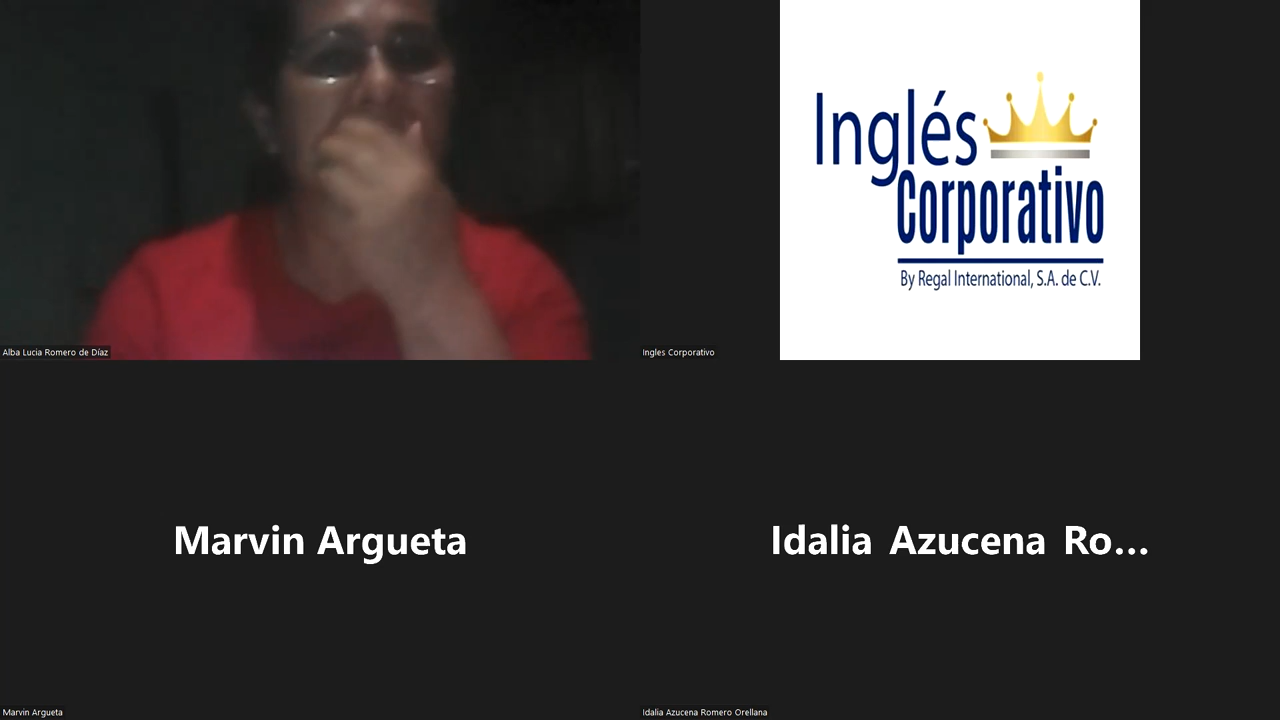 Inglés
Corporativo
By Regal International, S.A. de C.V.
Alba Lucia Romero de Díaz
Ingles Corporativo
Marvin Argueta
Idalia Azucena Ro...
Marvin Argueta
Idalia Azucena Romero Orellana